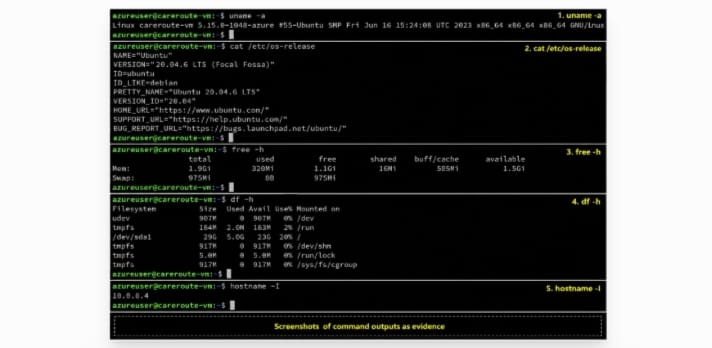 azureuser@careroute-vm:~$ uname -a
1. uname -a
Linux careroute-vm 5.15.0-1048-azure #55-Ubuntu SMP Fri Jun 16 15:24:08 UTC 2023 x86_64 x86_64 x86_64 GNU/Linux
azureuser@careroute-vm:~$
azureuser@careroute-vm:~$ cat /etc/os-release
2. cat /etc/os-release
NAME="Ubuntu"
VERSION="20.04.6 LTS (Focal Fossa)"
ID=ubuntu
ID_LIKE=debian
PRETTY_NAME="Ubuntu 20.04.6 LTS"
VERSION_ID="20.04"
HOME_URL="https://www.ubuntu.com/"
SUPPORT_URL="https://help.ubuntu.com/"
BUG_REPORT_URL="https://bugs.launchpad.net/ubuntu/"
azureuser@careroute-vm:~$
azureuser@careroute-vm:~$ free -h
3. free -h
total used free shared buff/cache available
Mem: 1.9Gi 320Mi 1.1Gi 16Mi 505Mi 1.5Gi
Swap: 975Mi 0B 975Mi
azureuser@careroute-vm:~$
azureuser@careroute-vm:~$ df -h
4. df -h
Filesystem Size Used Avail Use% Mounted on
udev 907M 0 907M 0% /dev
tmpfs 184M 2.0M 183M 2% /run
/dev/sda1 29G 5.0G 23G 20% /
tmpfs 917M 0 917M 0% /dev/shm
tmpfs 5.0M 0 5.0M 0% /run/lock
tmpfs 917M 0 917M 0% /sys/fs/cgroup
azureuser@careroute-vm:~$
azureuser@careroute-vm:~$ hostname -I
5. hostname -I
10.0.0.4
azureuser@careroute-vm:~$
Screenshots of command outputs as evidence